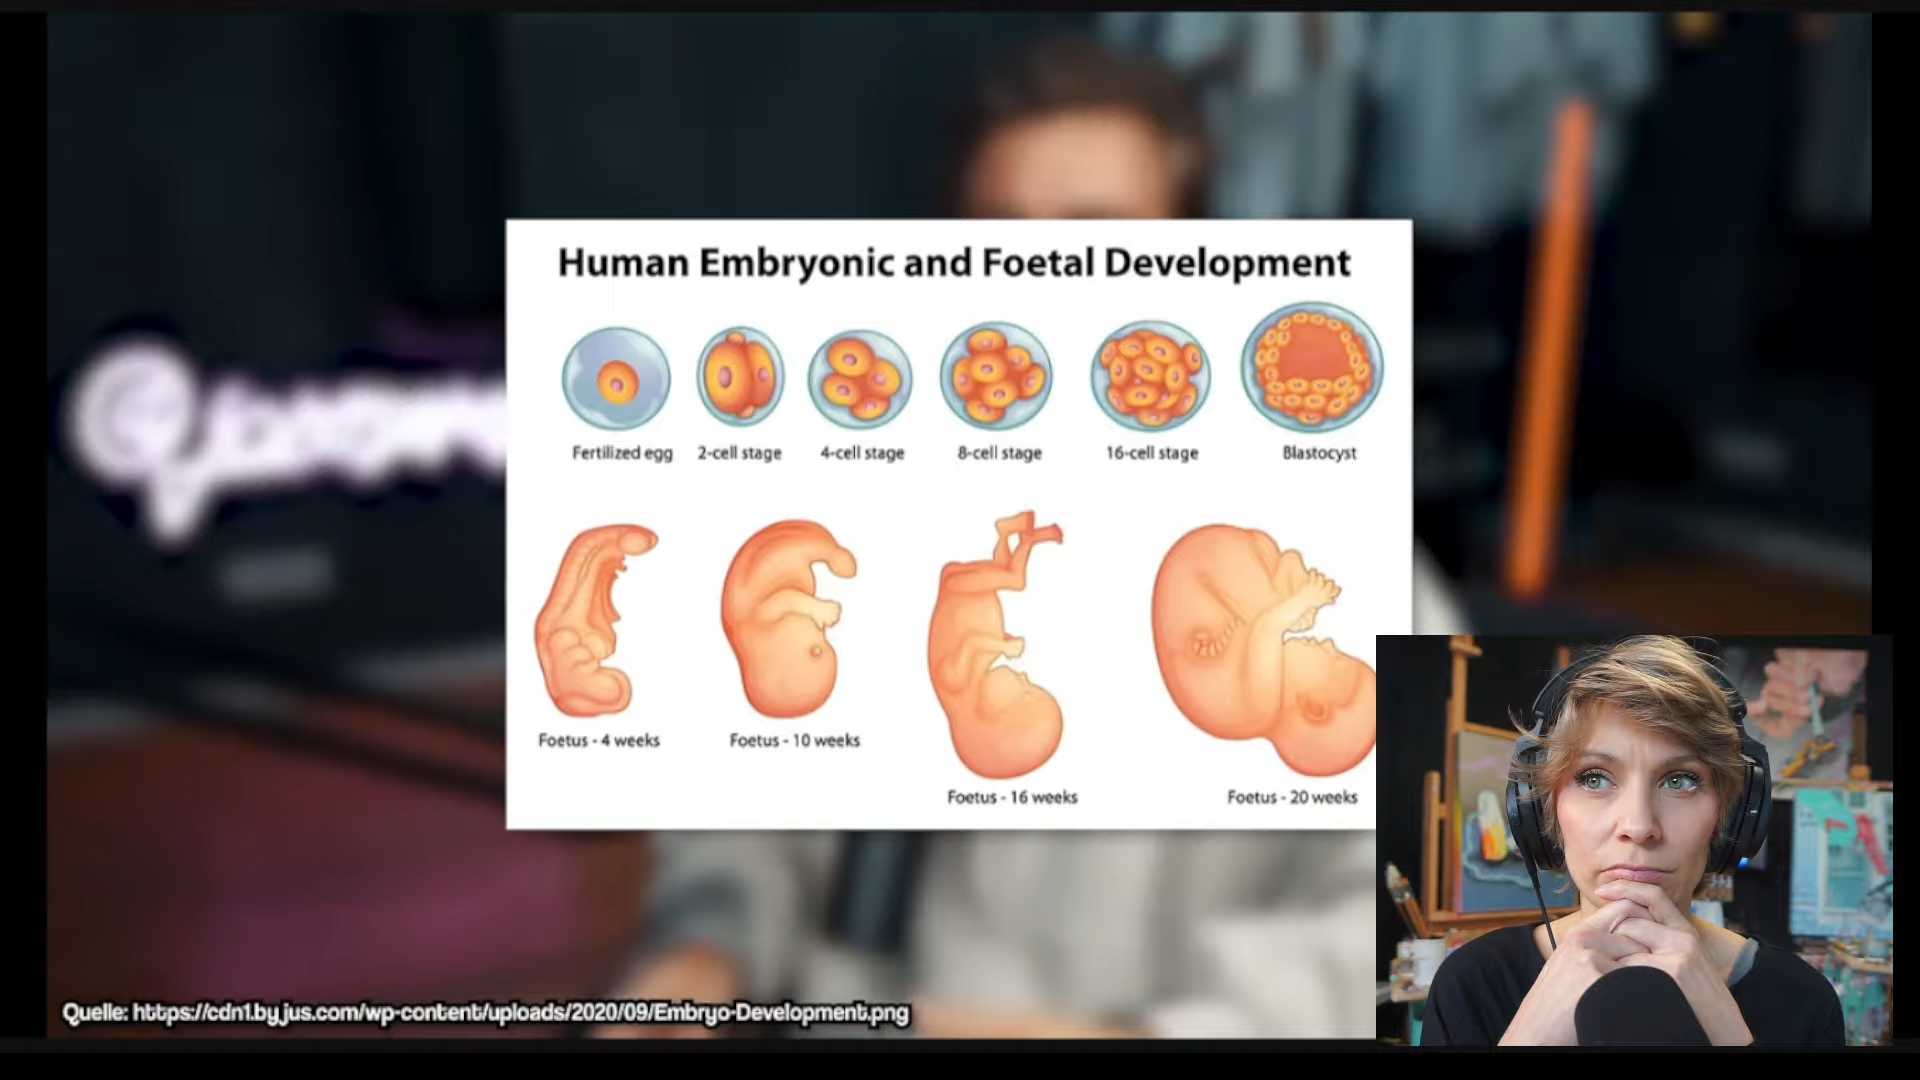 Human Embryonic and Foetal Development
Fertilized egg 2-cell stage 4-cell stage 8-cell stage 16-cell stage Blastocyst
Foetus - 4 weeks Foetus - 10 weeks
Foetus - 16 weeks Foetus - 20 weeks
Quelle: https://cdn1.byjus.com/wp-content/uploads/2020/09/Embryo-Development.png